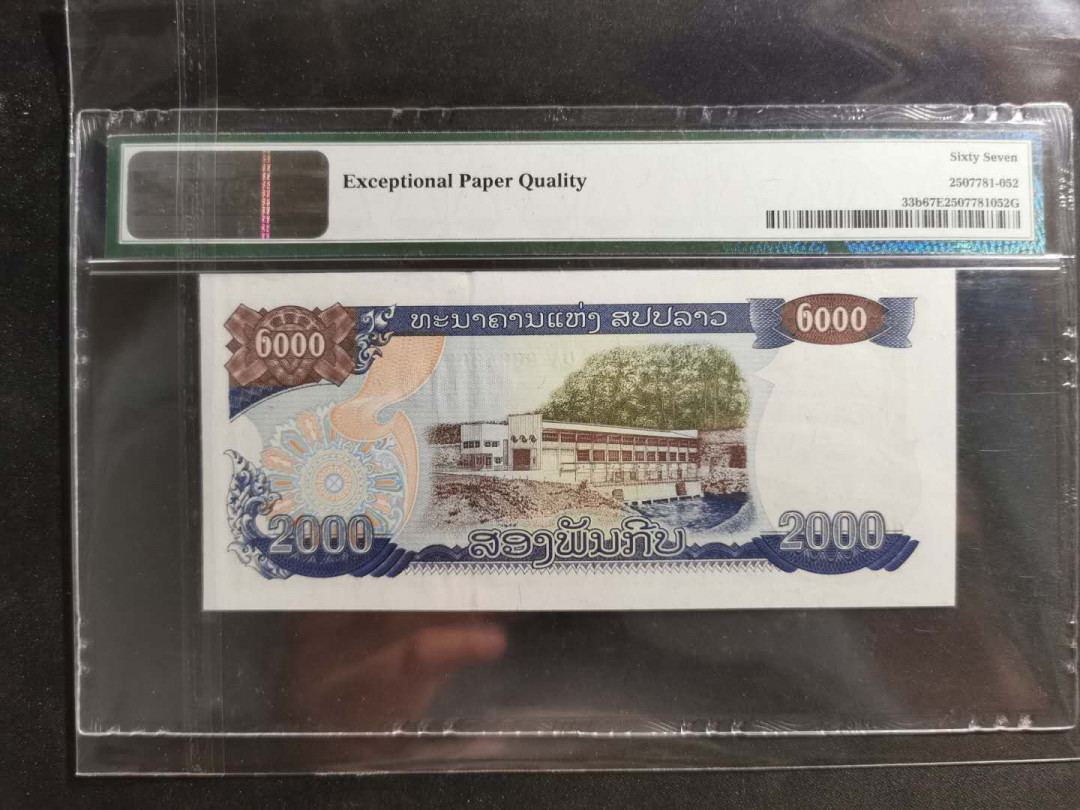 Exceptional Paper Quality
Sixty Seven
2507781-052
33b67E2507781052G
໒໐໐໐
ທະນາຄານແຫ່ງ ສປປລາວ
໒໐໐໐
2000
ສອງພັນກີບ
2000